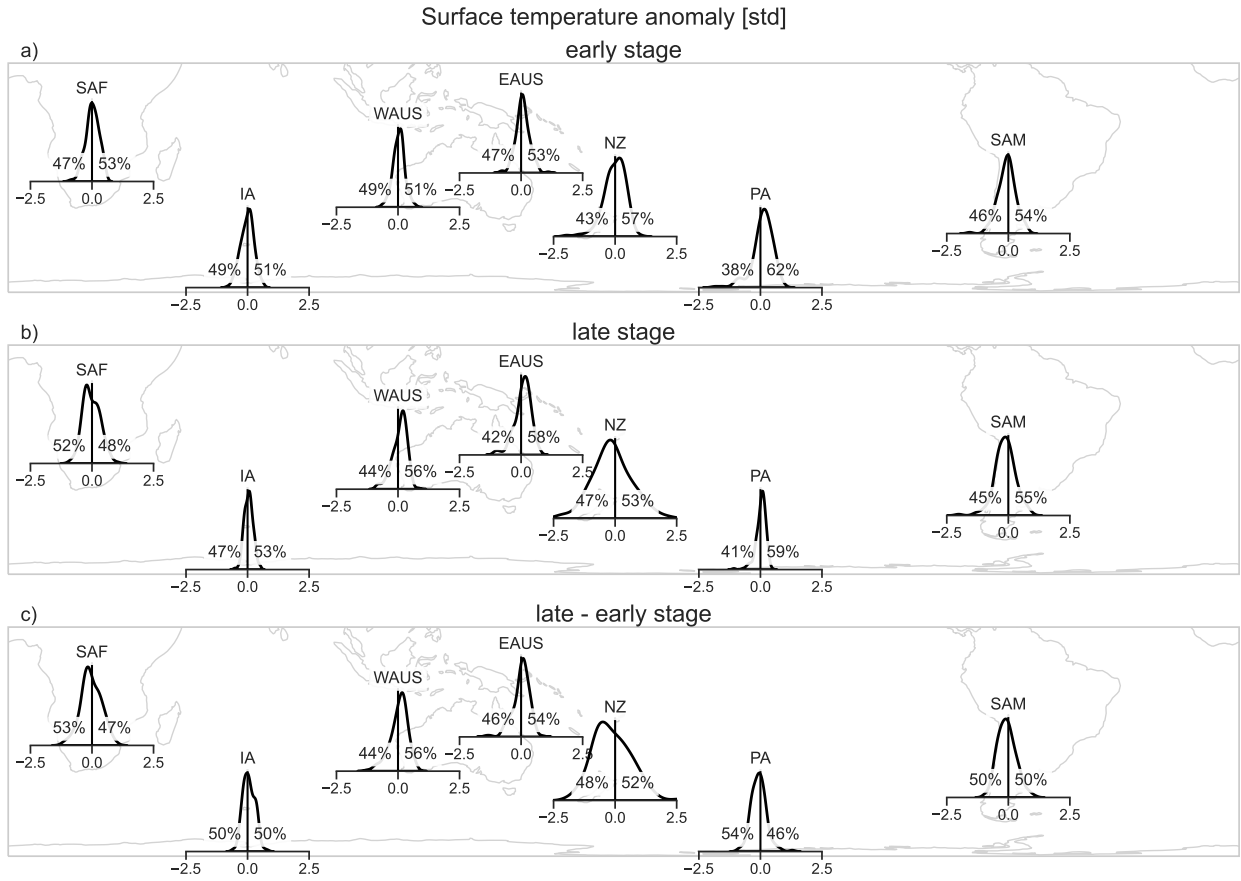 Surface temperature anomaly [std]
a)
early stage
SAF
47% 53%
−2.5 0.0 2.5
IA
49% 51%
−2.5 0.0 2.5
WAUS
49% 51%
−2.5 0.0 2.5
EAUS
47% 53%
−2.5 0.0 2.5
NZ
43% 57%
−2.5 0.0 2.5
PA
38% 62%
−2.5 0.0 2.5
SAM
46% 54%
−2.5 0.0 2.5
b)
late stage
SAF
52% 48%
−2.5 0.0 2.5
IA
47% 53%
−2.5 0.0 2.5
WAUS
44% 56%
−2.5 0.0 2.5
EAUS
42% 58%
−2.5 0.0 2.5
NZ
47% 53%
−2.5 0.0 2.5
PA
41% 59%
−2.5 0.0 2.5
SAM
45% 55%
−2.5 0.0 2.5
c)
late - early stage
SAF
53% 47%
−2.5 0.0 2.5
IA
50% 50%
−2.5 0.0 2.5
WAUS
44% 56%
−2.5 0.0 2.5
EAUS
46% 54%
−2.5 0.0 2.5
NZ
48% 52%
−2.5 0.0 2.5
PA
54% 46%
−2.5 0.0 2.5
SAM
50% 50%
−2.5 0.0 2.5